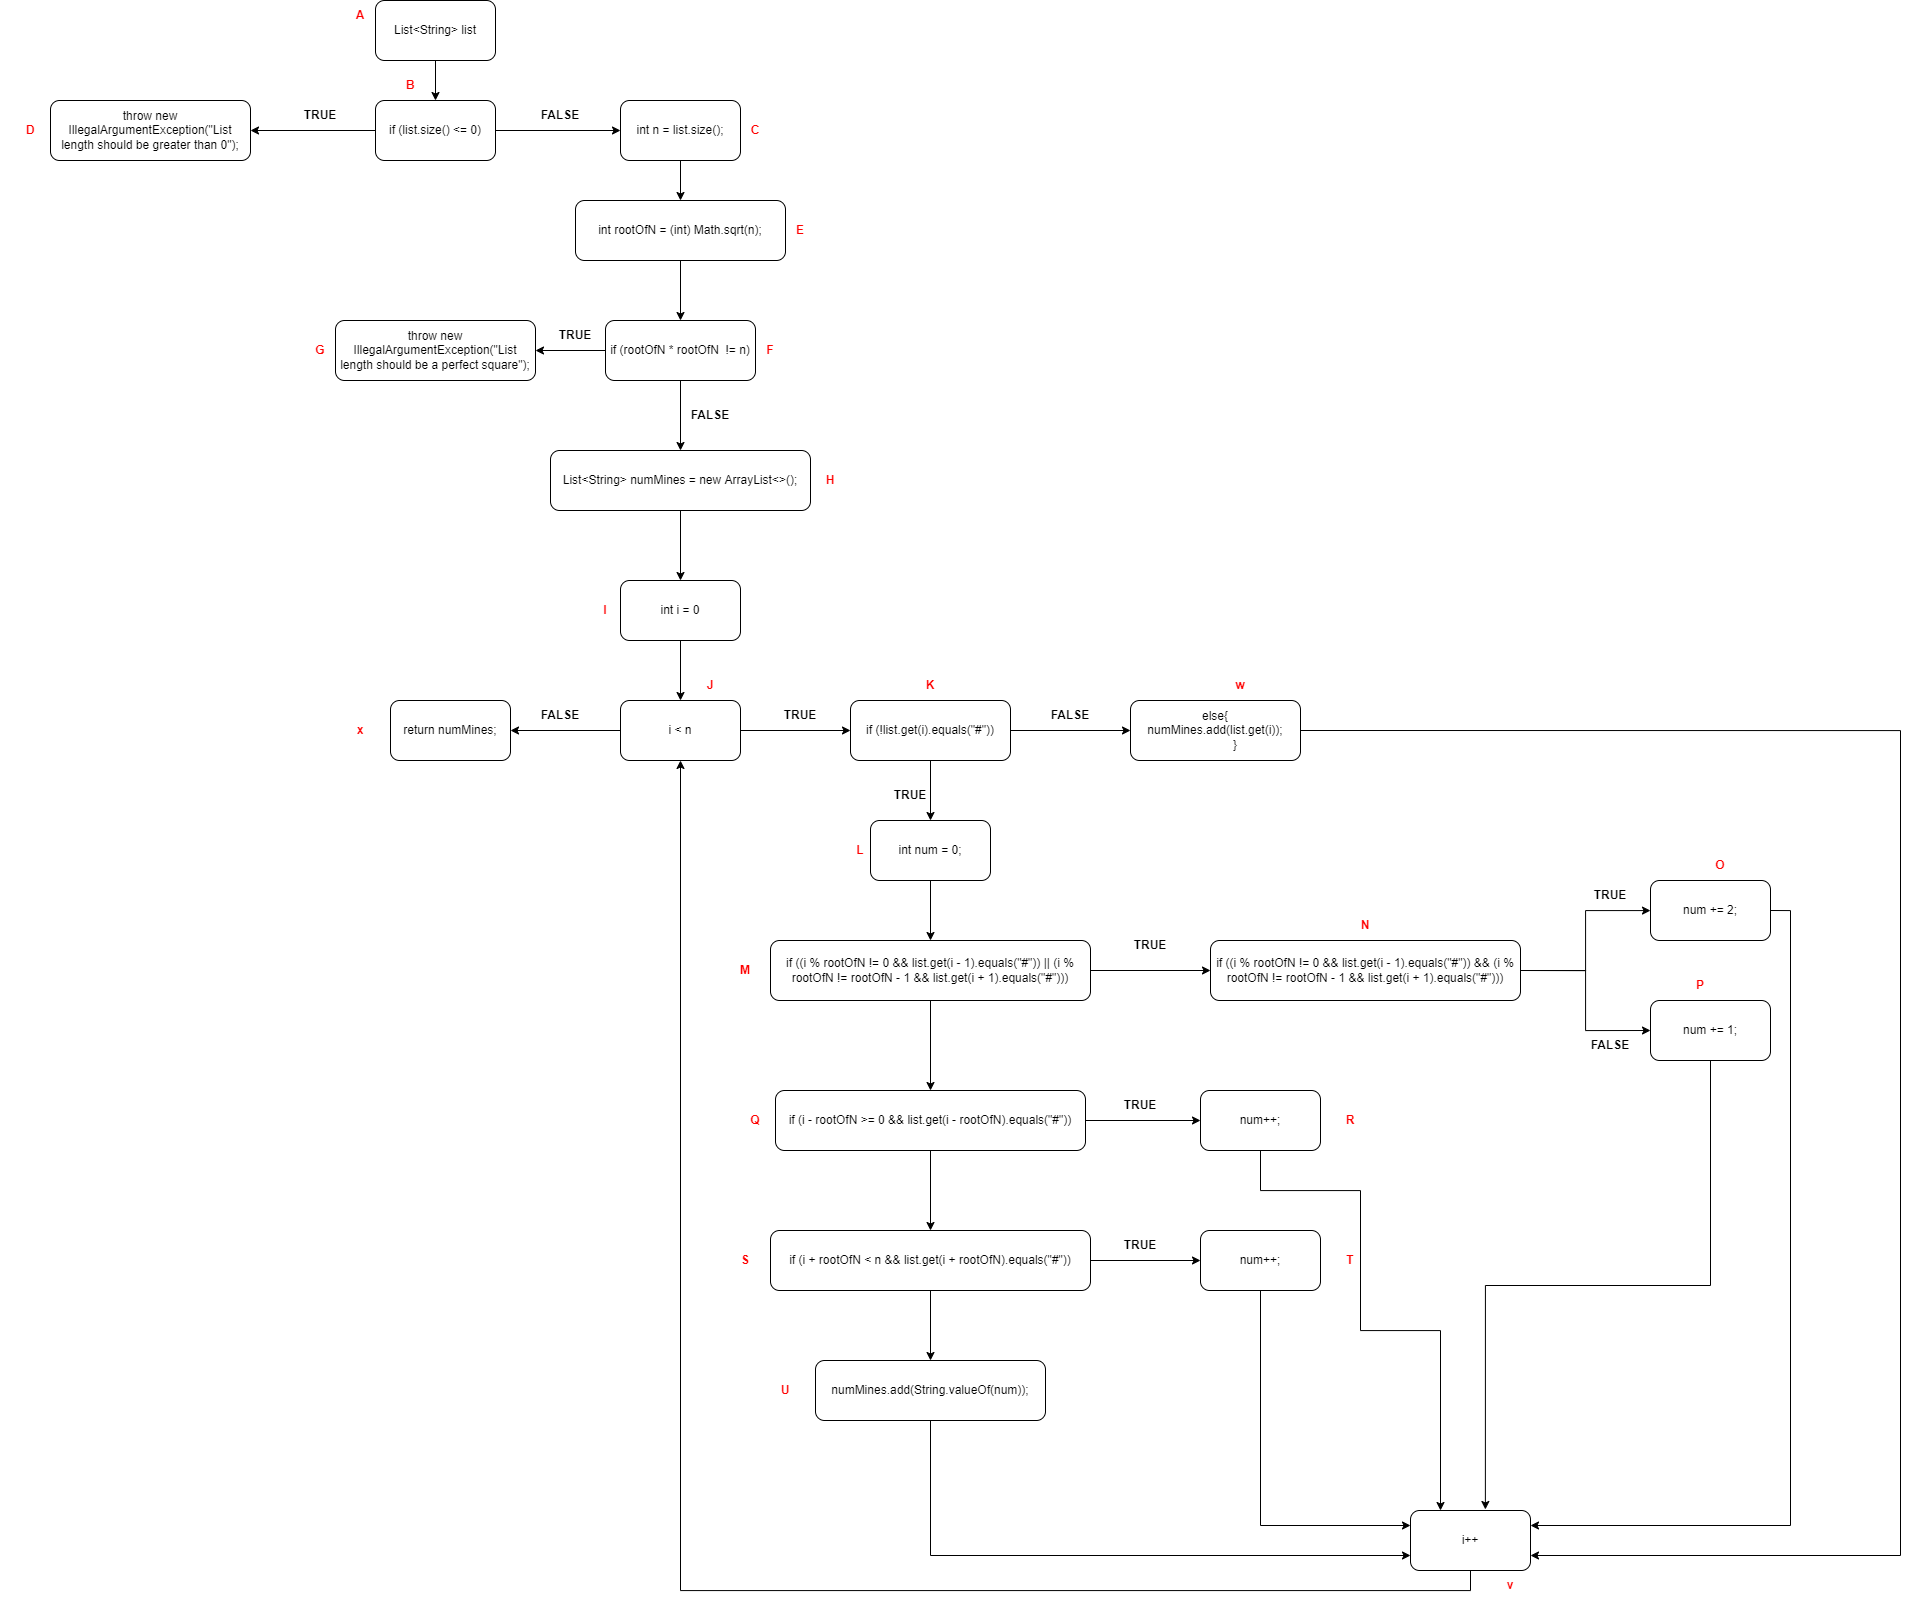 A
List<String> list
B
D
throw new
IllegalArgumentException("List
length should be greater than 0");
TRUE
if (list.size() <= 0)
FALSE
int n = list.size();
C
int rootOfN = (int) Math.sqrt(n);
E
G
throw new
IllegalArgumentException("List
length should be a perfect square");
TRUE
if (rootOfN * rootOfN  != n)
F
FALSE
List<String> numMines = new ArrayList<>();
H
I
int i = 0
J
K
w
x
return numMines;
FALSE
i < n
TRUE
if (!list.get(i).equals("#"))
FALSE
else{
numMines.add(list.get(i));
}
TRUE
L
int num = 0;
O
TRUE
num += 2;
N
M
if ((i % rootOfN != 0 && list.get(i - 1).equals("#")) || (i %
rootOfN != rootOfN - 1 && list.get(i + 1).equals("#")))
TRUE
if ((i % rootOfN != 0 && list.get(i - 1).equals("#")) && (i %
rootOfN != rootOfN - 1 && list.get(i + 1).equals("#")))
P
num += 1;
FALSE
Q
if (i - rootOfN >= 0 && list.get(i - rootOfN).equals("#"))
TRUE
num++;
R
S
if (i + rootOfN < n && list.get(i + rootOfN).equals("#"))
TRUE
num++;
T
U
numMines.add(String.valueOf(num));
i++
v